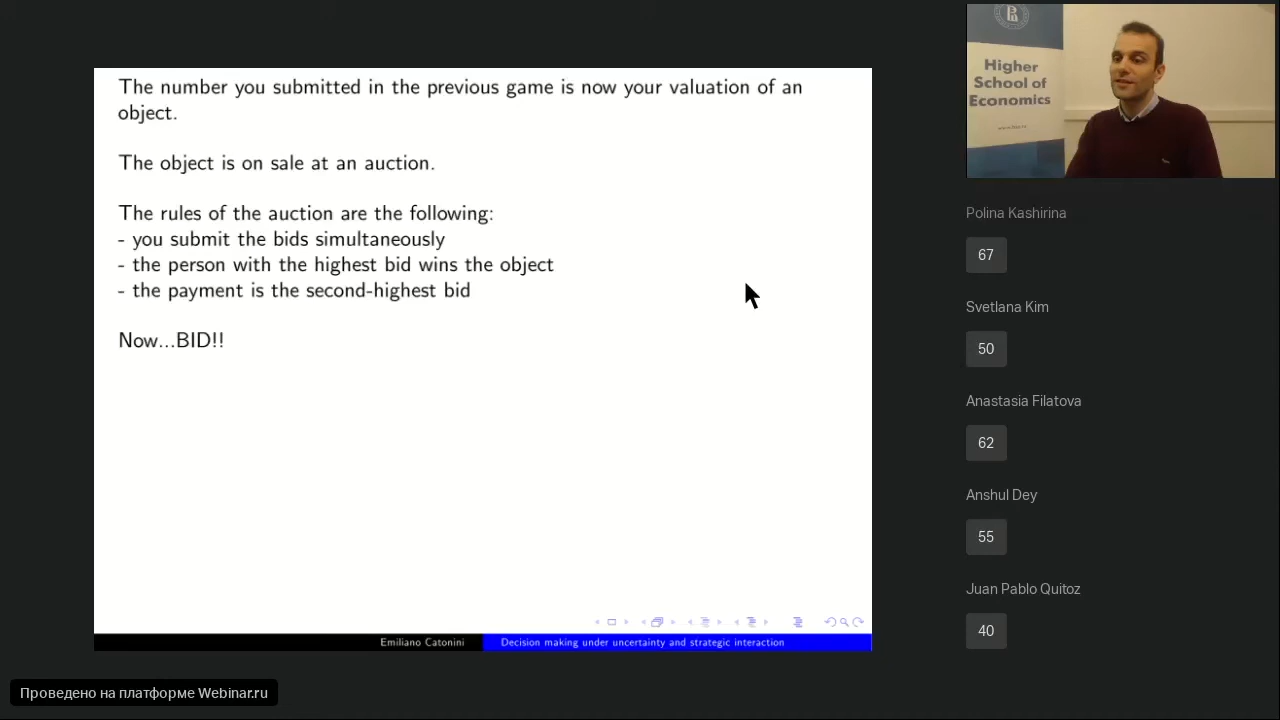 The number you submitted in the previous game is now your valuation of an
object.
The object is on sale at an auction.
The rules of the auction are the following:
- you submit the bids simultaneously
- the person with the highest bid wins the object
- the payment is the second-highest bid
Now...BID!!
Emiliano Catonini
Decision making under uncertainty and strategic interaction
Higher
School of
Economics
Polina Kashirina
67
Svetlana Kim
50
Anastasia Filatova
62
Anshul Dey
55
Juan Pablo Quitoz
40
Проведено на платформе Webinar.ru